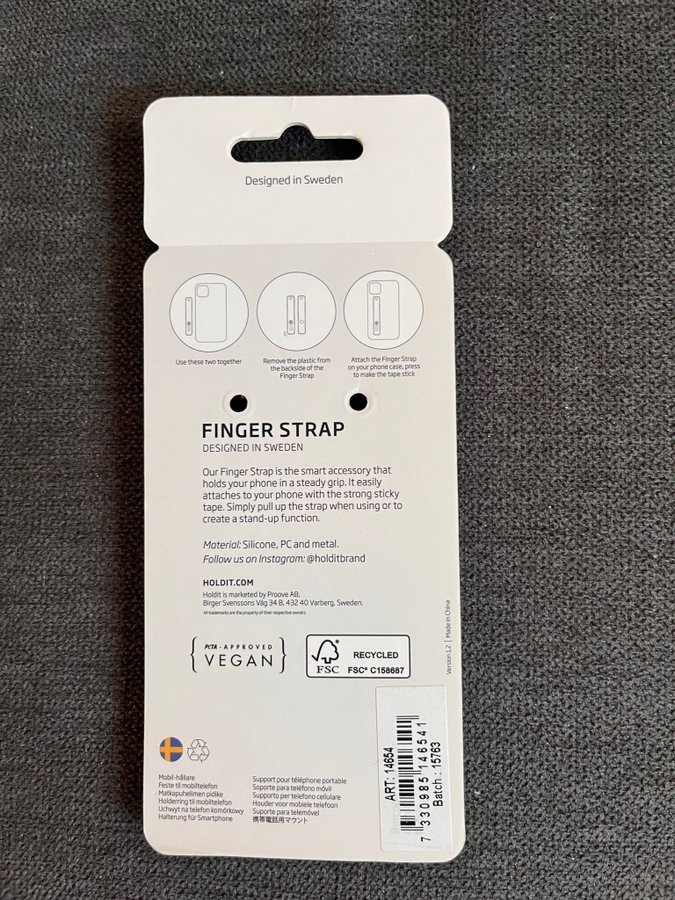 Designed in Sweden
Use these two together
Remove the plastic from
the backside of the
Finger Strap
Attach the Finger Strap
on your phone case, press
to make the tape stick
FINGER STRAP
DESIGNED IN SWEDEN
Our Finger Strap is the smart accessory that
holds your phone in a steady grip. It easily
attaches to your phone with the strong sticky
tape. Simply pull up the strap when using or to
create a stand-up function.
Material: Silicone, PC and metal.
Follow us on Instagram: @holditbrand
HOLDIT.COM
Holdit is marketed by Proove AB,
Birger Svenssons Väg 34 B, 432 40 Varberg, Sweden.
All trademarks are the property of their respective owners
PETA - APPROVED
VEGAN
FSC
RECYCLED
FSC® C158687
Version 1.2 | Made in China
Mobil-hållare
Feste til mobiltelefon
Matkapuhelimen pidike
Holderring til mobiltelefon
Uchwyt na telefon komórkowy
Halterung für Smartphone
Support pour téléphone portable
Soporte para teléfono móvil
Supporto per telefono cellulare
Houder voor mobiele telefoon
Suporte para telemóvel
携帯電話用マウント
ART: 14654
7 330985 146541
Batch: 15763